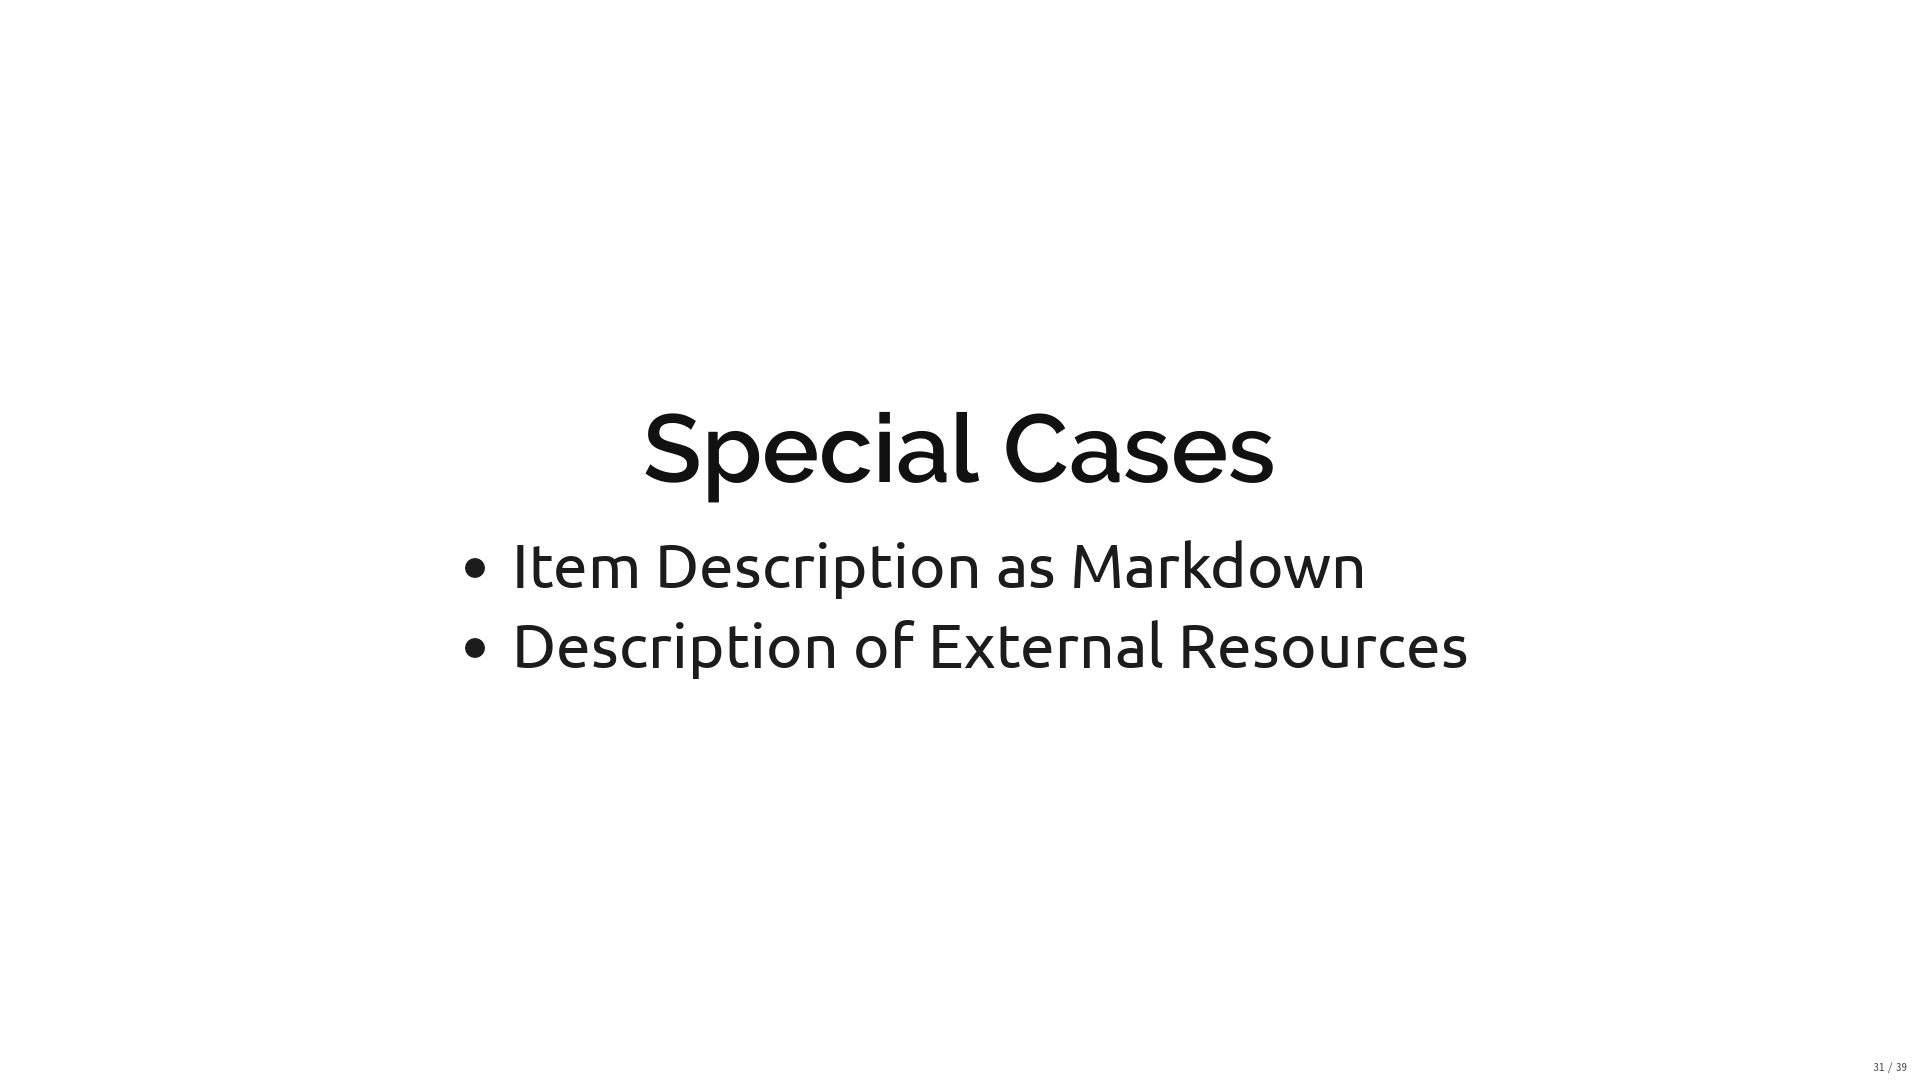 Special Cases
• Item Description as Markdown
• Description of External Resources
31 / 39